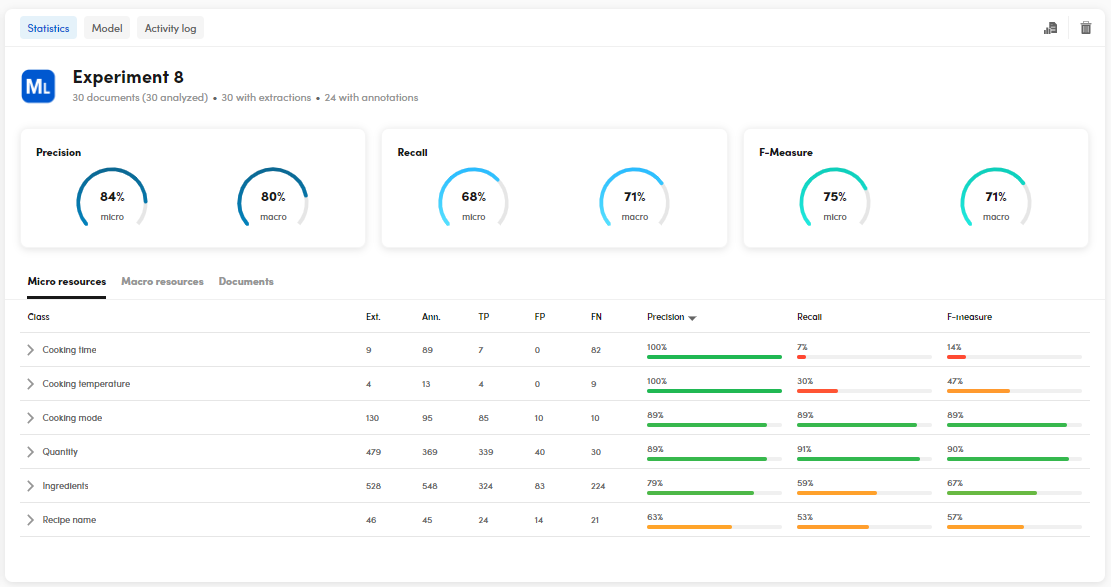 Statistics Model Activity log
ML
Experiment 8
30 documents (30 analyzed) • 30 with extractions • 24 with annotations
Precision Recall F-Measure
84% 80% 68% 71% 75% 71%
micro macro micro macro micro macro
Micro resources Macro resources Documents
Class Ext. Ann. TP FP FN Precision Recall F-measure
Cooking time 9 89 7 0 82 100% 7% 14%
Cooking temperature 4 13 4 0 9 100% 30% 47%
Cooking mode 130 95 85 10 10 89% 89% 89%
Quantity 479 369 339 40 30 89% 91% 90%
Ingredients 528 548 324 83 224 79% 59% 67%
Recipe name 46 45 24 14 21 63% 53% 57%